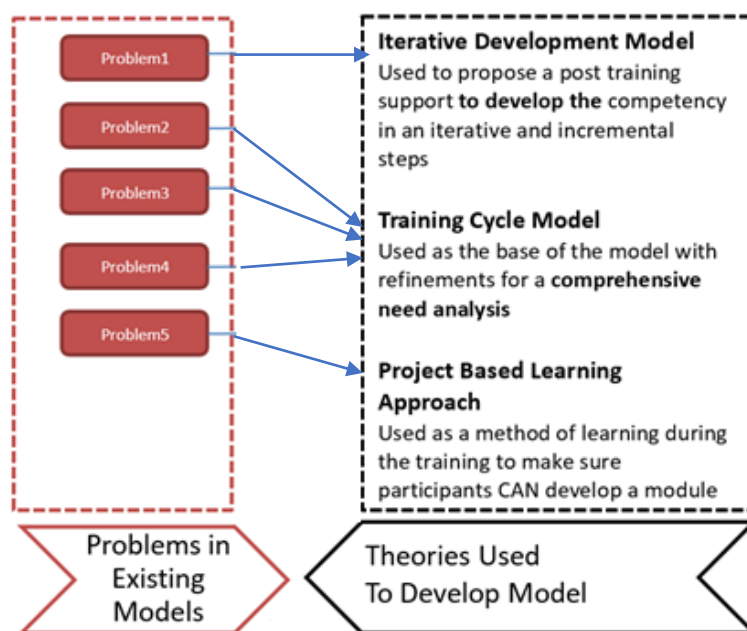 Problem1
Problem2
Problem3
Problem4
Problem5
Problems in
Existing
Models
Iterative Development Model
Used to propose a post training
support to develop the competency
in an iterative and incremental
steps
Training Cycle Model
Used as the base of the model with
refinements for a comprehensive
need analysis
Project Based Learning
Approach
Used as a method of learning during
the training to make sure
participants CAN develop a module
Theories Used
To Develop Model